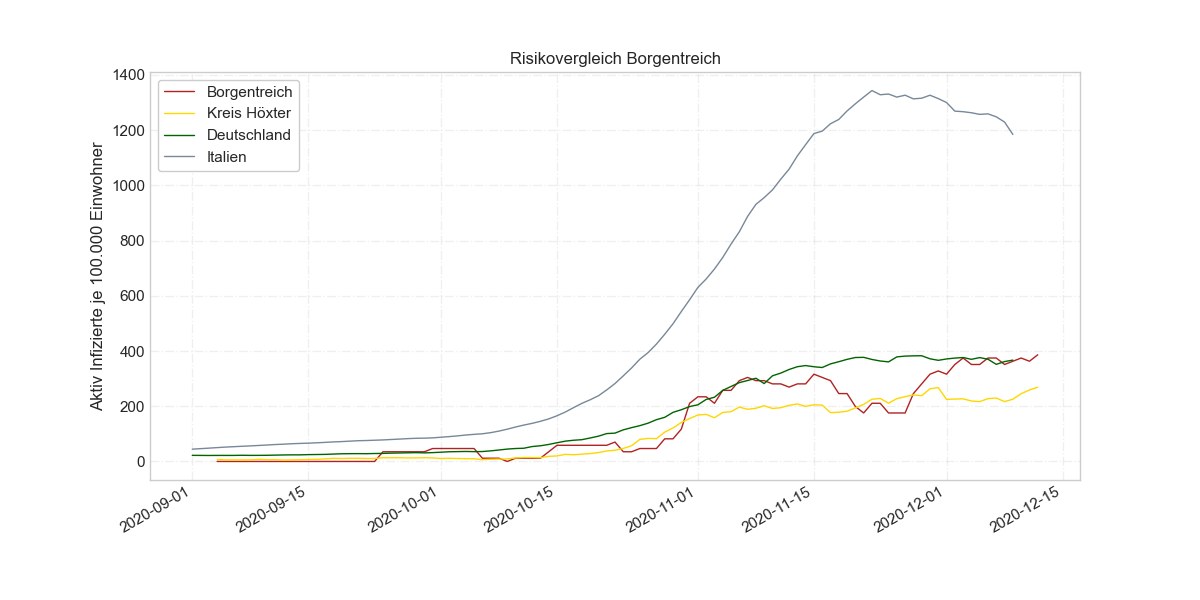 Risikovergleich Borgentreich
Aktiv Infizierte je 100.000 Einwohner
1400
1200
1000
800
600
400
200
0
Borgentreich
Kreis Höxter
Deutschland
Italien
2020-09-01
2020-09-15
2020-10-01
2020-10-15
2020-11-01
2020-11-15
2020-12-01
2020-12-15